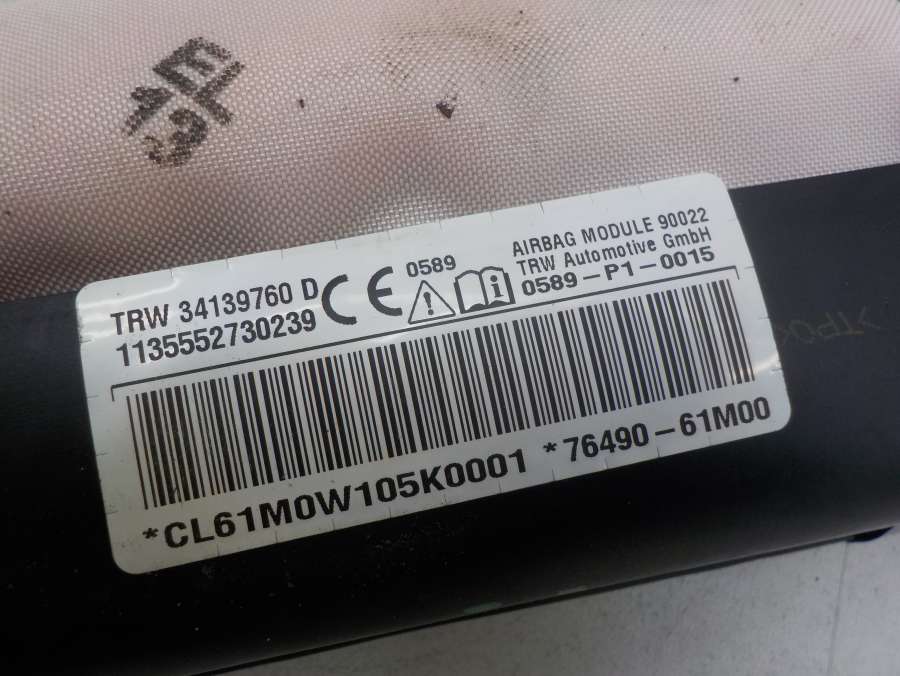 TRW 34139760 D
1135552730239
CE 0589
AIRBAG MODULE 90022
TRW Automotive GmbH
0589-P1-0015
*CL61M0W105K0001 *76490-61M00